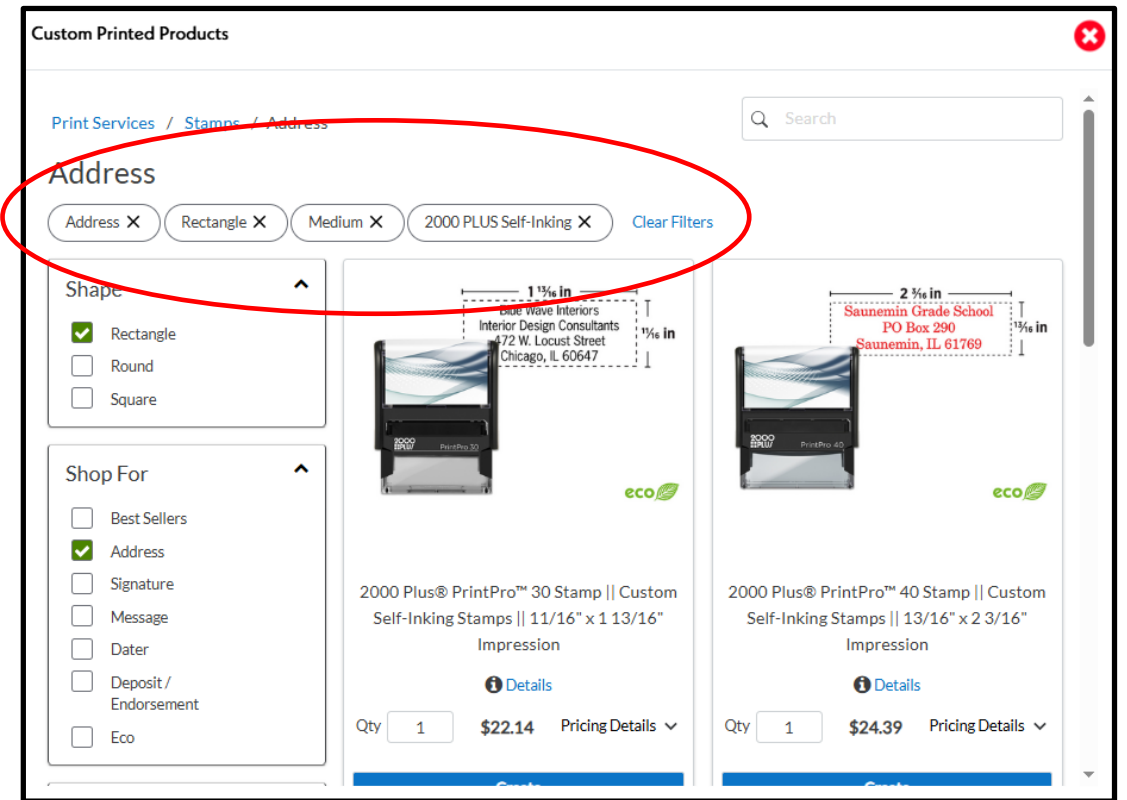 Custom Printed Products
Print Services / Stamps / Address
Search
Address
Address ✕ Rectangle ✕ Medium ✕ 2000 PLUS Self-Inking ✕ Clear Filters
Shape
Rectangle
Round
Square
Shop For
Best Sellers
Address
Signature
Message
Dater
Deposit /
Endorsement
Eco
1 13/16 in
Blue Wave Interiors
Interior Design Consultants
472 W. Locust Street
Chicago, IL 60647
11/16 in
2000 PLUS PrintPro 30
eco
2000 Plus® PrintPro™ 30 Stamp || Custom
Self-Inking Stamps || 11/16" x 1 13/16"
Impression
Details
Qty 1 $22.14 Pricing Details
Create
2 3/16 in
Saunemin Grade School
PO Box 290
Saunemin, IL 61769
13/16 in
2000 PLUS PrintPro 40
eco
2000 Plus® PrintPro™ 40 Stamp || Custom
Self-Inking Stamps || 13/16" x 2 3/16"
Impression
Details
Qty 1 $24.39 Pricing Details
Create